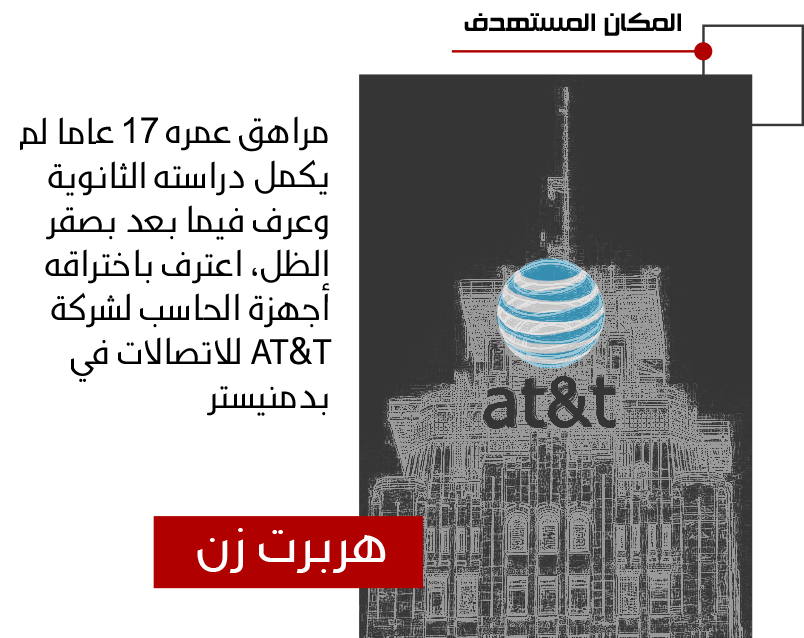 المكان المستهدف
مراهق عمره 17 عاما لم
يكمل دراسته الثانوية
وعرف فيما بعد بصقر
الظل، اعترف باختراقه
أجهزة الحاسب لشركة
AT&T للاتصالات في
بدمنيستر
at&t
هربرت زن